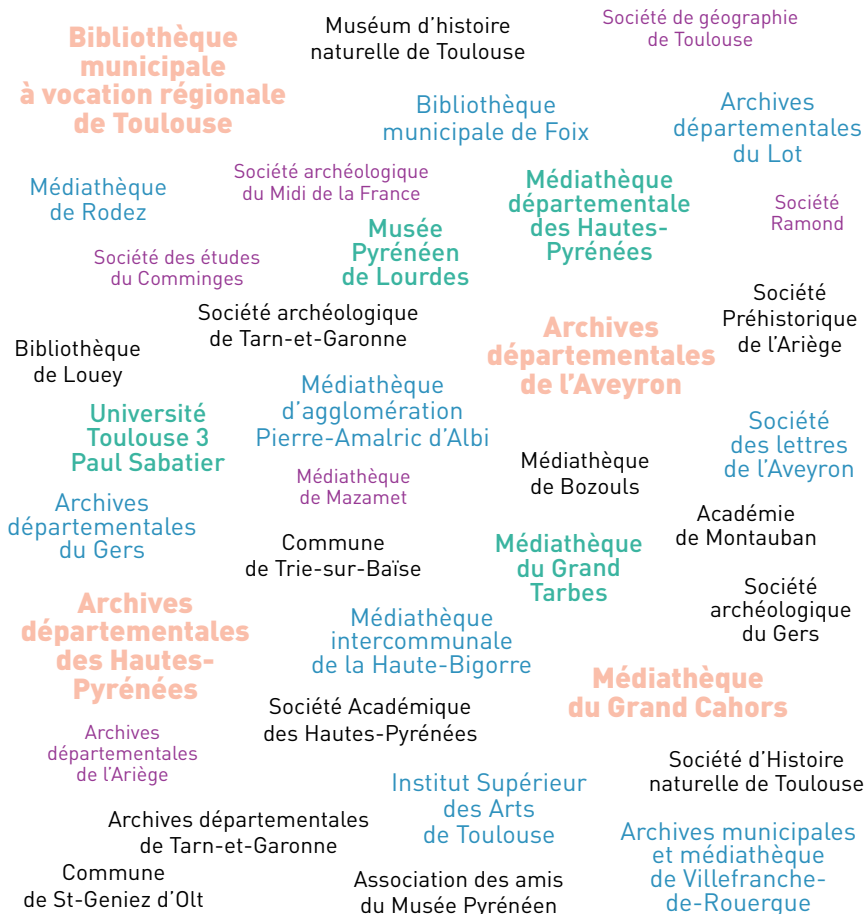 Bibliothèque
municipale
à vocation régionale
de Toulouse
Muséum d'histoire
naturelle de Toulouse
Société de géographie
de Toulouse
Bibliothèque
municipale de Foix
Archives
départementales
du Lot
Médiathèque
de Rodez
Société archéologique
du Midi de la France
Médiathèque
départementale
des Hautes-
Pyrénées
Société
Ramond
Musée
Pyrénéen
de Lourdes
Société des études
du Comminges
Société archéologique
de Tarn-et-Garonne
Société
Préhistorique
de l'Ariège
Bibliothèque
de Louey
Archives
départementales
de l'Aveyron
Médiathèque
d'agglomération
Pierre-Amalric d'Albi
Université
Toulouse 3
Paul Sabatier
Société
des lettres
de l'Aveyron
Médiathèque
de Bozouls
Médiathèque
de Mazamet
Archives
départementales
du Gers
Académie
de Montauban
Commune
de Trie-sur-Baïse
Médiathèque
du Grand
Tarbes
Société
archéologique
du Gers
Archives
départementales
des Hautes-
Pyrénées
Médiathèque
intercommunale
de la Haute-Bigorre
Médiathèque
du Grand Cahors
Société Académique
des Hautes-Pyrénées
Archives
départementales
de l'Ariège
Société d'Histoire
naturelle de Toulouse
Institut Supérieur
des Arts
de Toulouse
Archives départementales
de Tarn-et-Garonne
Archives municipales
et médiathèque
de Villefranche-
de-Rouergue
Commune
de St-Geniez d'Olt
Association des amis
du Musée Pyrénéen